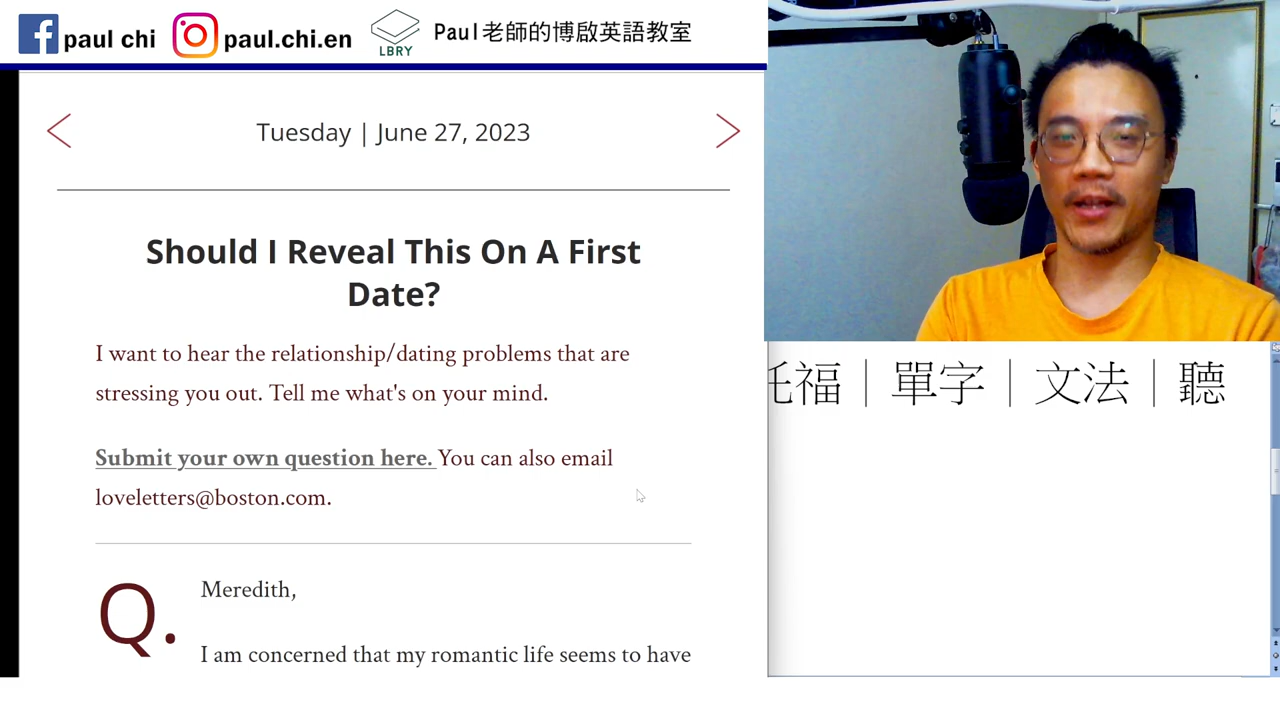 paul chi
paul.chi.en
LBRY
Paul老師的博啟英語教室
Tuesday | June 27, 2023
Should I Reveal This On A First
Date?
I want to hear the relationship/dating problems that are
stressing you out. Tell me what's on your mind.
Submit your own question here. You can also email
loveletters@boston.com.
Q.
Meredith,
I am concerned that my romantic life seems to have
福｜單字｜文法｜聽